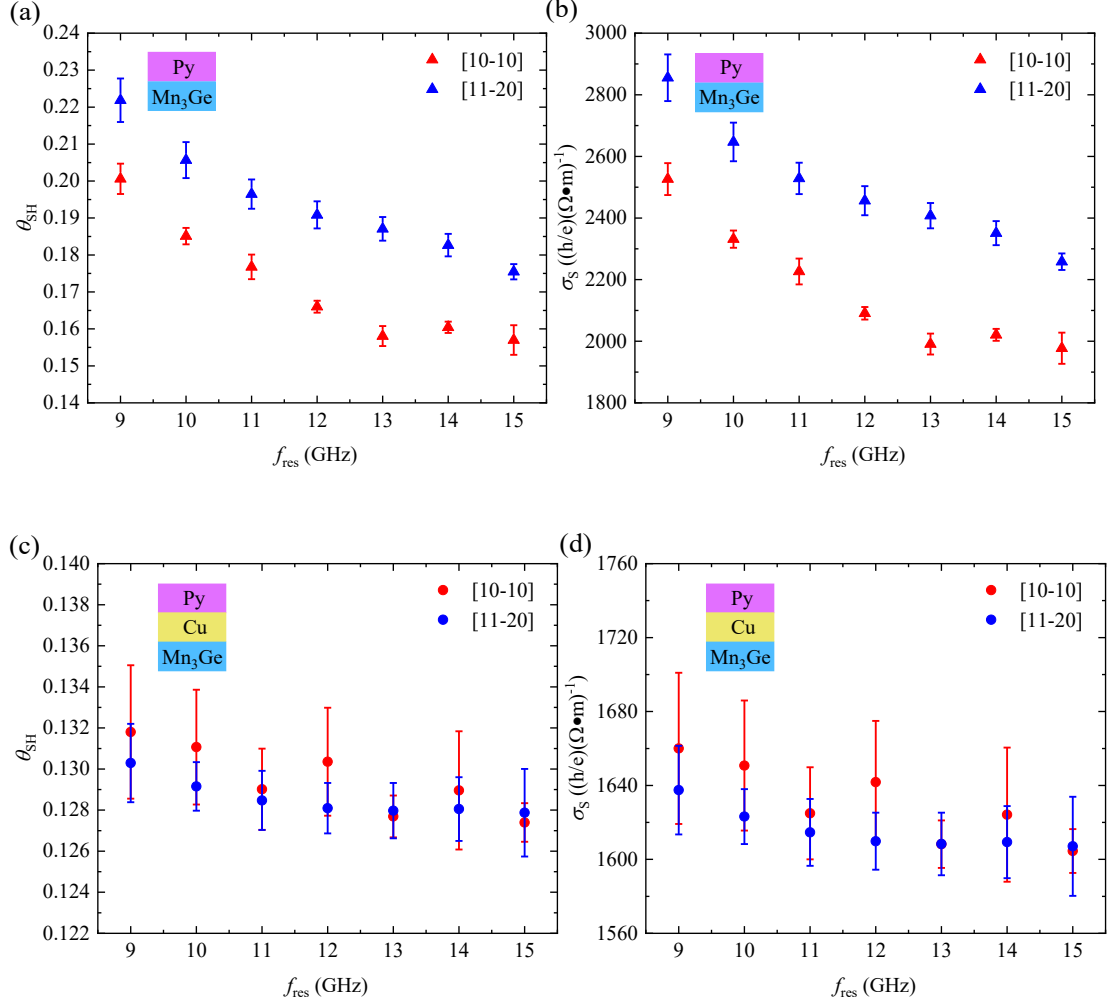 (a)
0.24
0.23
0.22
0.21
0.20
0.19
0.18
0.17
0.16
0.15
0.14
θSH
Py
Mn3Ge
[10-10]
[11-20]
9 10 11 12 13 14 15
fres (GHz)
(b)
3000
2800
2600
2400
2200
2000
1800
σS ((h/e)(Ω•m)-1
Py
Mn3Ge
[10-10]
[11-20]
9 10 11 12 13 14 15
fres (GHz)
(c)
0.140
0.138
0.136
0.134
0.132
0.130
0.128
0.126
0.124
0.122
θSH
Py
Cu
Mn3Ge
[10-10]
[11-20]
9 10 11 12 13 14 15
fres (GHz)
(d)
1760
1720
1680
1640
1600
1560
σS ((h/e)(Ω•m)-1
Py
Cu
Mn3Ge
[10-10]
[11-20]
9 10 11 12 13 14 15
fres (GHz)